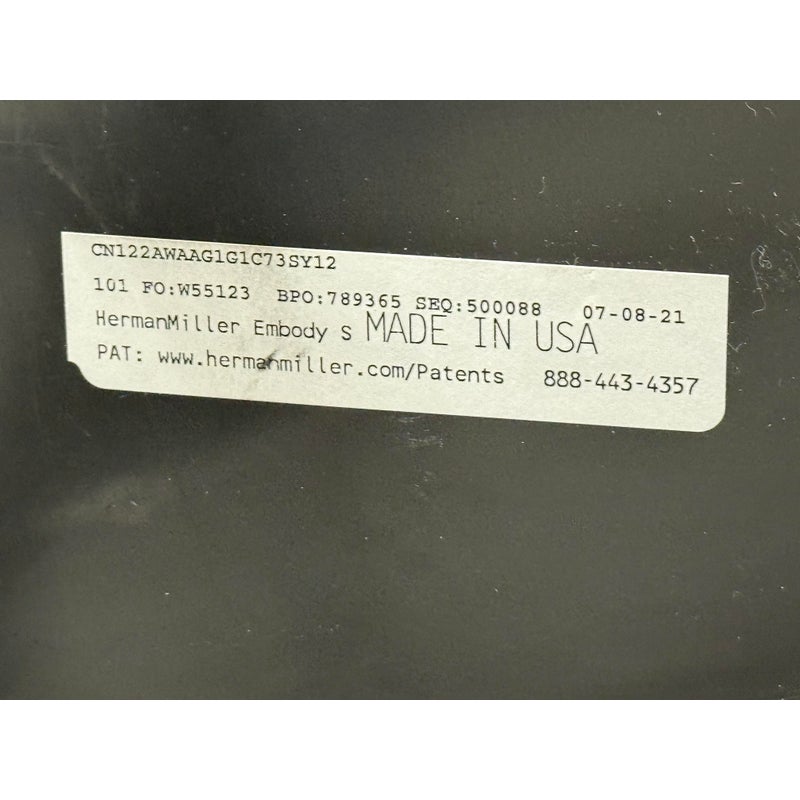 CN122AWAAG1G1C73SY12
101 FO:W55123 BPO:789365 SEQ:500088 07-08-21
HermanMiller Embody S MADE IN USA
PAT: www.hermanmiller.com/Patents 888-443-4357